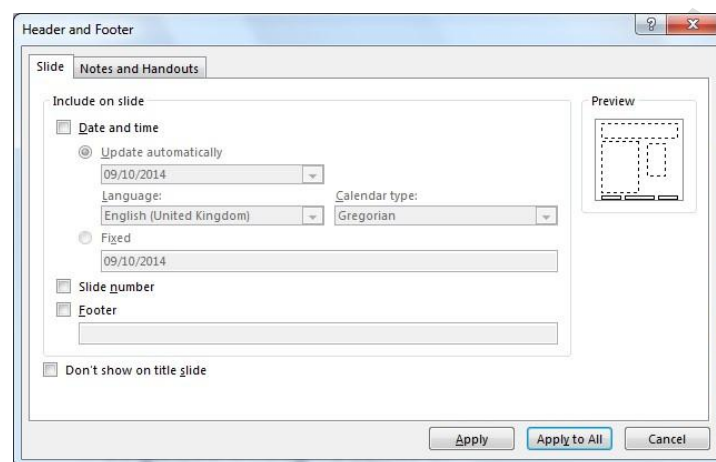 Header and Footer
Slide Notes and Handouts
Include on slide
Preview
Date and time
Update automatically
09/10/2014
Language: Calendar type:
English (United Kingdom) Gregorian
Fixed
09/10/2014
Slide number
Footer
Don't show on title slide
Apply Apply to All Cancel